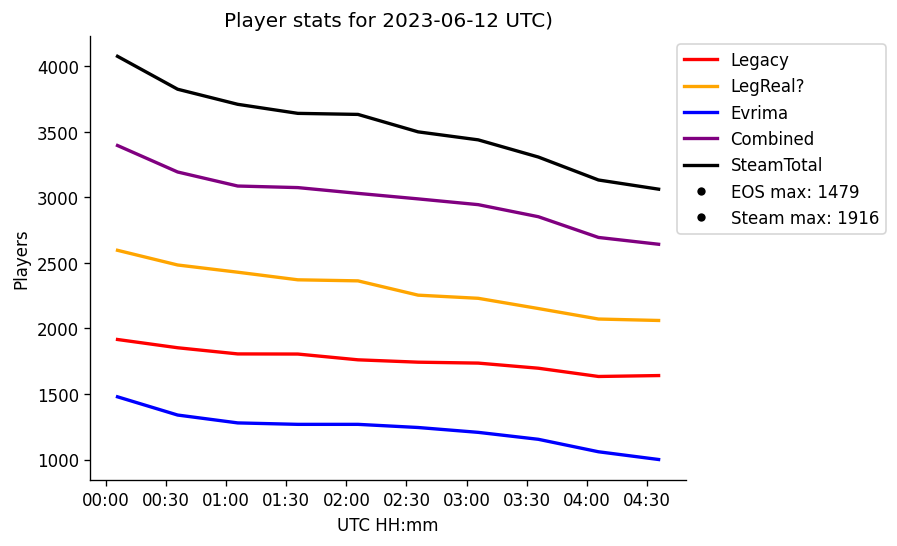 Player stats for 2023-06-12 UTC)
Players
4000
3500
3000
2500
2000
1500
1000
00:00 00:30 01:00 01:30 02:00 02:30 03:00 03:30 04:00 04:30
UTC HH:mm
Legacy
LegReal?
Evrima
Combined
SteamTotal
EOS max: 1479
Steam max: 1916